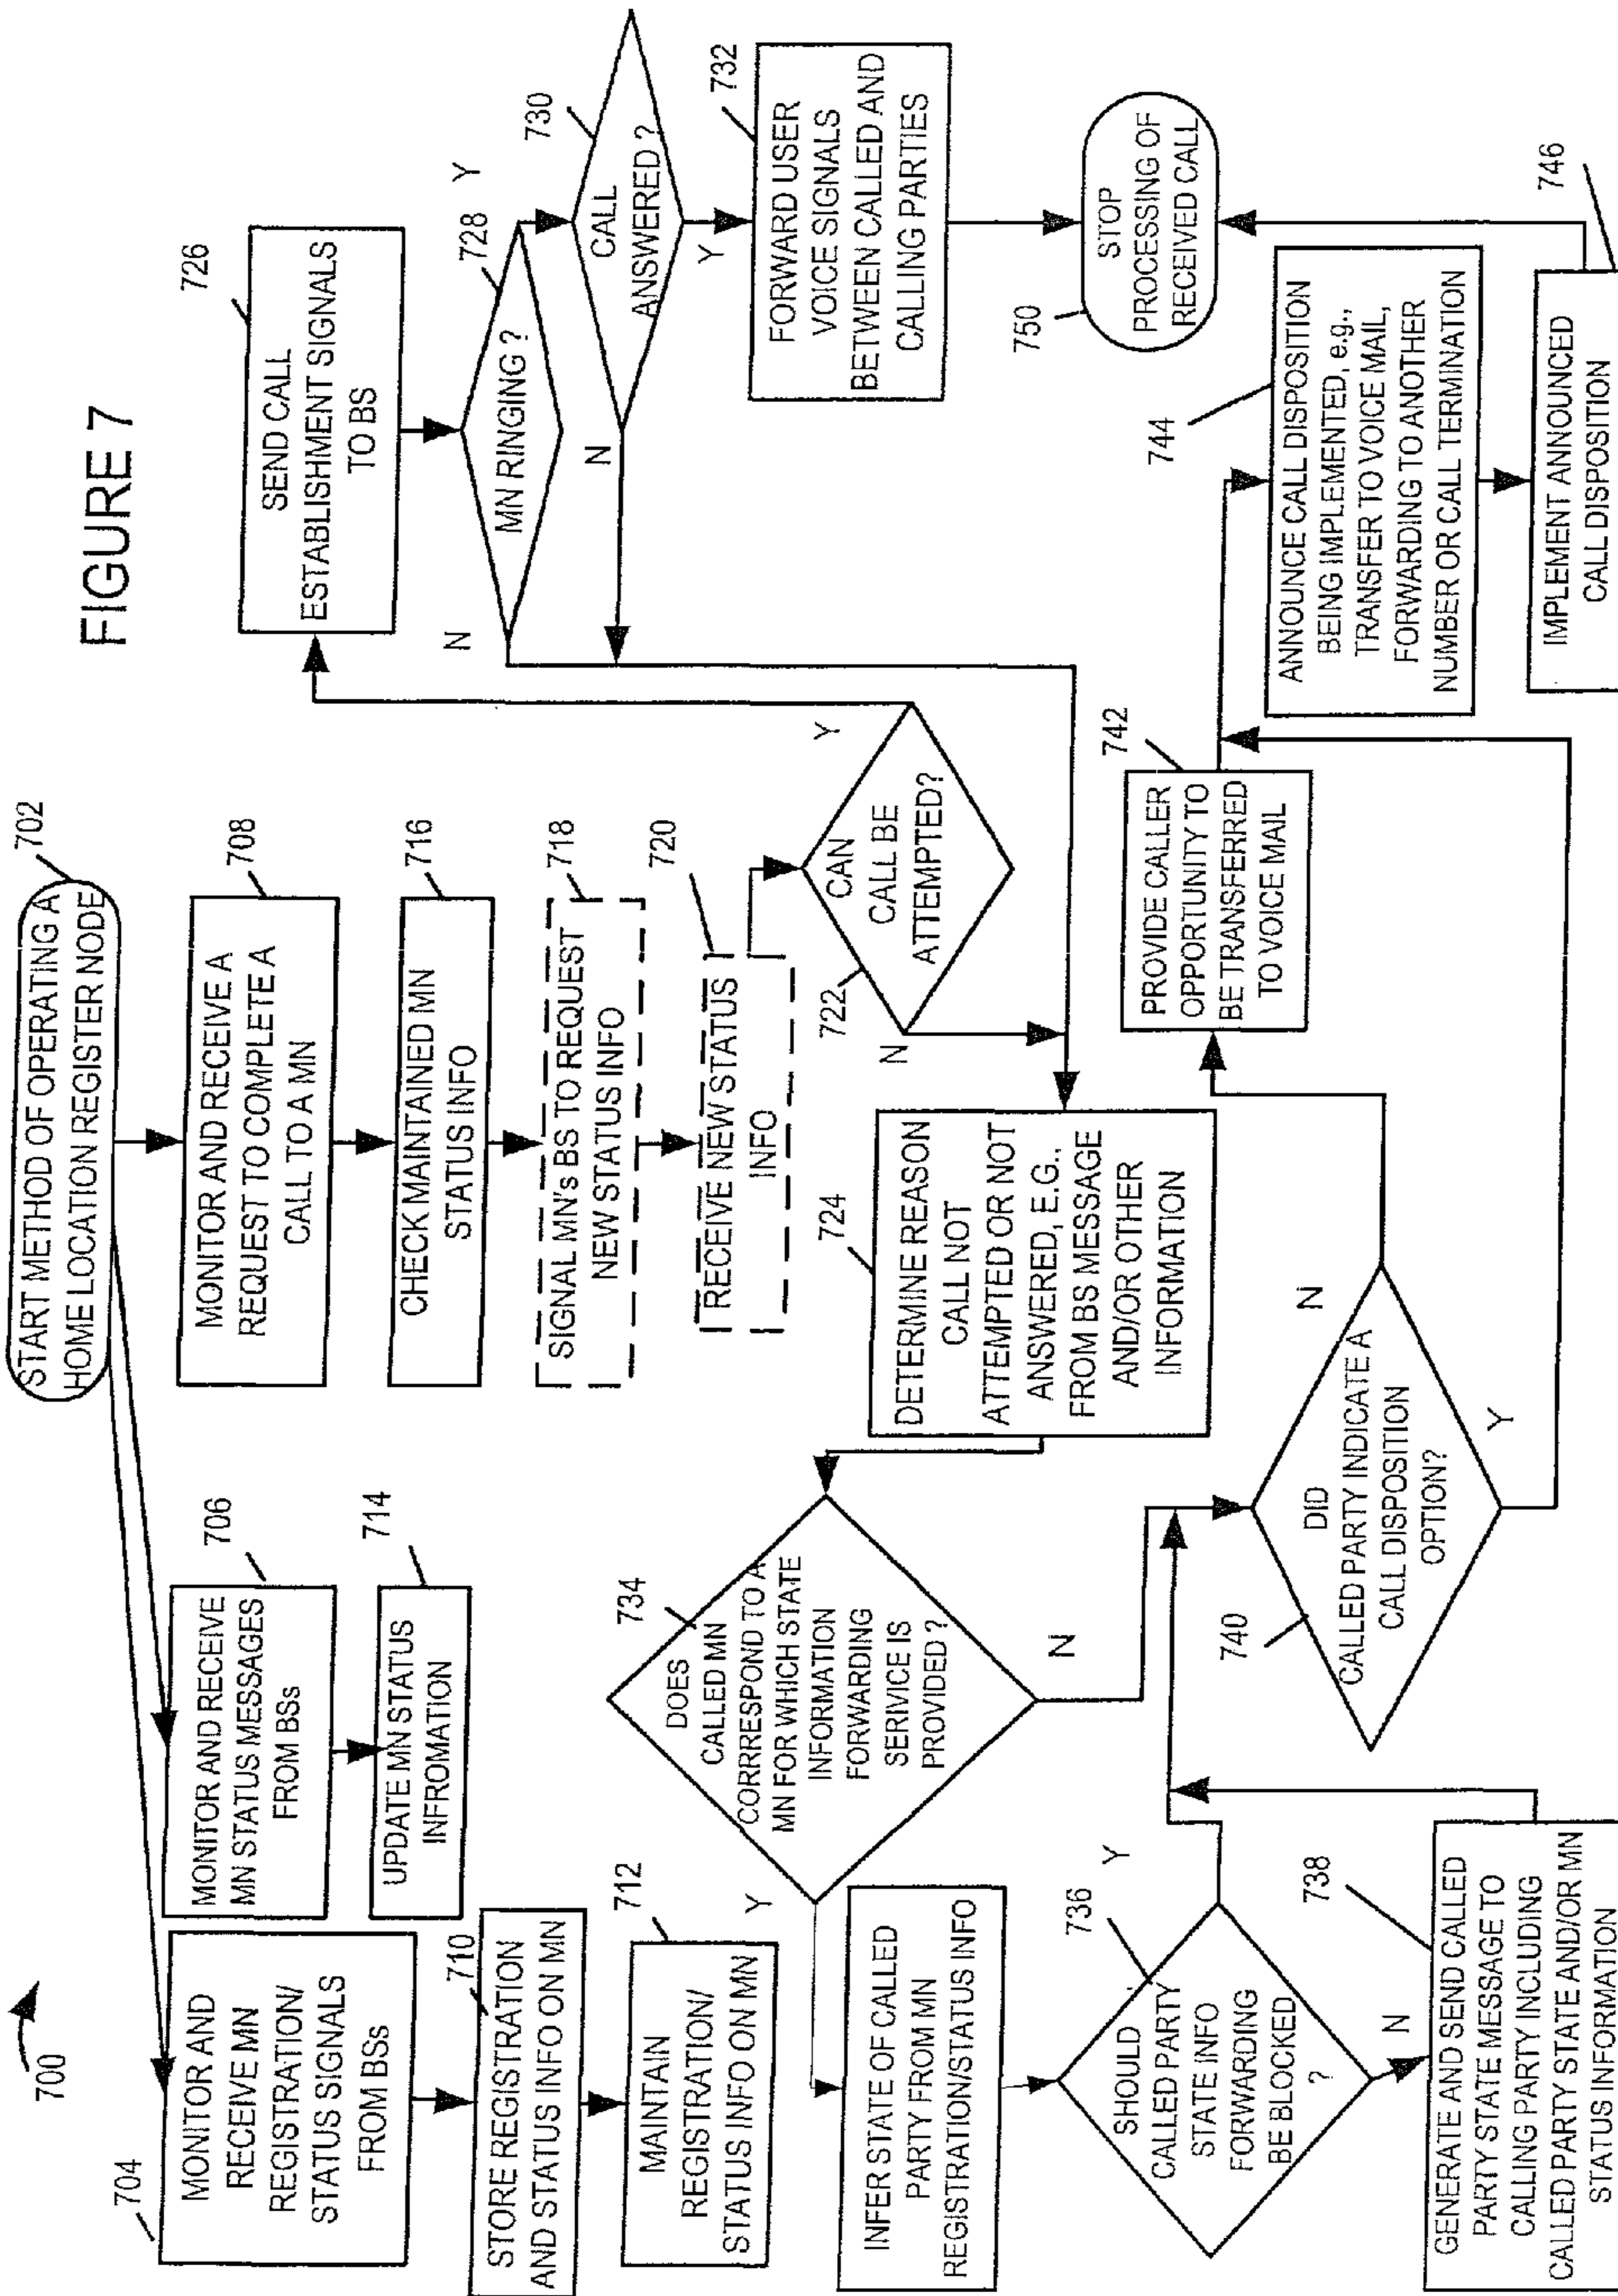 FIGURE 7
700
START METHOD OF OPERATING A
HOME LOCATION REGISTER NODE
702
704
MONITOR AND
RECEIVE MN
REGISTRATION/
STATUS SIGNALS
FROM BSs
706
MONITOR AND RECEIVE
MN STATUS MESSAGES
FROM BSs
708
MONITOR AND RECEIVE A
REQUEST TO COMPLETE A
CALL TO A MN
710
STORE REGISTRATION
AND STATUS INFO ON MN
712
MAINTAIN
REGISTRATION/
STATUS INFO ON MN
714
UPDATE MN STATUS
INFROMATION
716
CHECK MAINTAINED MN
STATUS INFO
718
SIGNAL MN's BS TO REQUEST
NEW STATUS INFO
720
RECEIVE NEW STATUS
INFO
722
CAN
CALL BE
ATTEMPTED?
Y
N
724
DETERMINE REASON
CALL NOT
ATTEMPTED OR NOT
ANSWERED, E.G.,
FROM BS MESSAGE
AND/OR OTHER
INFORMATION
726
SEND CALL
ESTABLISHMENT SIGNALS
TO BS
728
MN RINGING ?
Y
N
730
CALL
ANSWERED ?
N
Y
732
FORWARD USER
VOICE SIGNALS
BETWEEN CALLED AND
CALLING PARTIES
750
STOP
PROCESSING OF
RECEIVED CALL
734
DOES
CALLED MN
CORRRESPOND TO A
MN FOR WHICH STATE
INFORMATION
FORWARDING
SERIVICE IS
PROVIDED ?
Y
N
INFER STATE OF CALLED
PARTY FROM MN
REGISTRATION/STATUS INFO
736
SHOULD
CALLED PARTY
STATE INFO
FORWARDING
BE BLOCKED
?
Y
N
738
GENERATE AND SEND CALLED
PARTY STATE MESSAGE TO
CALLING PARTY INCLUDING
CALLED PARTY STATE AND/OR MN
STATUS INFORMATION
740
DID
CALLED PARTY INDICATE A
CALL DISPOSITION
OPTION?
N
Y
742
PROVIDE CALLER
OPPORTUNITY TO
BE TRANSFERRED
TO VOICE MAIL
744
ANNOUNCE CALL DISPOSITION
BEING IMPLEMENTED, e.g.,
TRANSFER TO VOICE MAIL,
FORWARDING TO ANOTHER
NUMBER OR CALL TERMINATION
746
IMPLEMENT ANNOUNCED
CALL DISPOSITION